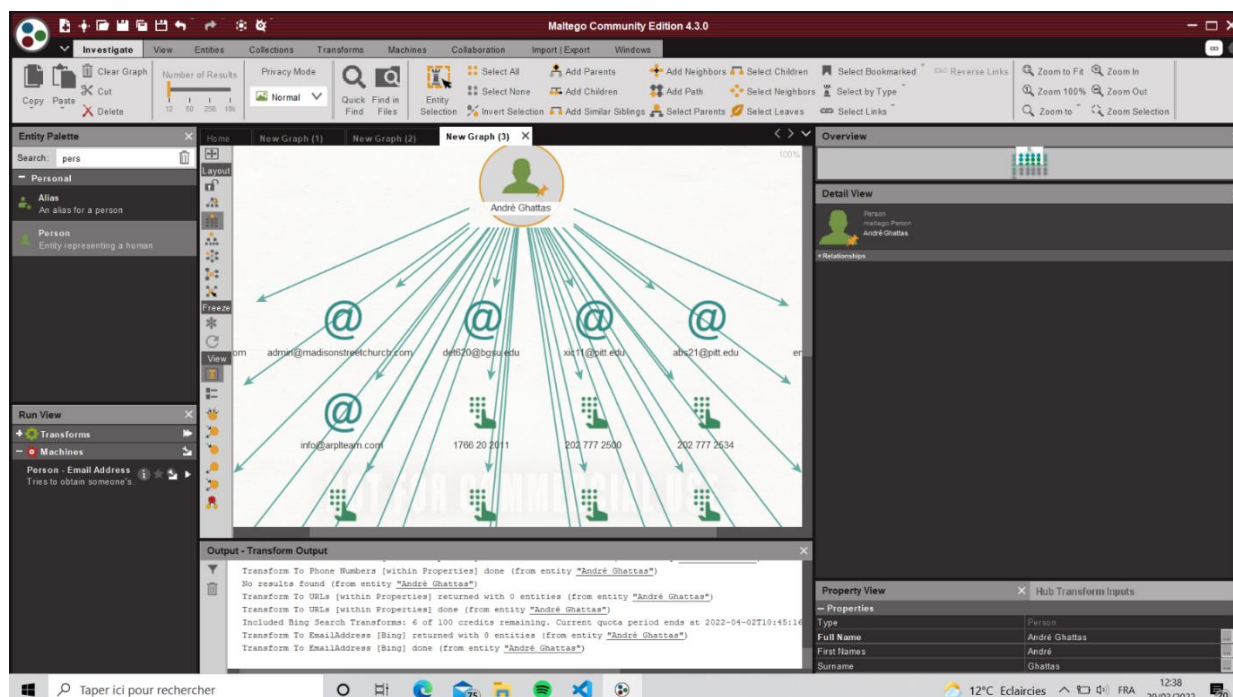 Maltego Community Edition 4.3.0
Investigate View Entities Collections Transforms Machines Collaboration Import | Export Windows
Copy Paste Clear Graph Cut Delete
Number of Results
12 50 256 10k
Privacy Mode
Normal
Quick Find Find in Files
Entity Selection
Select All Select None Invert Selection
Add Parents Add Children Add Similar Siblings
Add Neighbors Add Path Select Parents
Select Children Select Neighbors Select Leaves
Select Bookmarked Select by Type Select Links
Reverse Links
Zoom to Fit Zoom 100% Zoom to
Zoom In Zoom Out Zoom Selection
Entity Palette
Search: pers
Personal
Alias
An alias for a person
Person
Entity representing a human
Run View
Transforms
Machines
Person - Email Address
Tries to obtain someone's.
Home New Graph (1) New Graph (2) New Graph (3)
Layout
Freeze
View
100%
André Ghattas
om admin@madisonstreetchurch.com det620@bgsu.edu xic11@pitt.edu abs21@pitt.edu er
info@arplteam.com 1766 20 2011 202 777 2500 202 777 2534
NOT FOR COMMERCIAL USE
Output - Transform Output
Transform To Phone Numbers [within Properties] done (from entity "André Ghattas")
No results found (from entity "André Ghattas")
Transform To URLs [within Properties] returned with 0 entities (from entity "André Ghattas")
Transform To URLs [within Properties] done (from entity "André Ghattas")
Included Bing Search Transforms: 6 of 100 credits remaining. Current quota period ends at 2022-04-02T10:45:16
Transform To EmailAddress [Bing] returned with 0 entities (from entity "André Ghattas")
Transform To EmailAddress [Bing] done (from entity "André Ghattas")
Overview
Detail View
Person
maltego.Person
André Ghattas
Relationships
Property View Hub Transform Inputs
Properties
Type Person
Full Name André Ghattas
First Names André
Surname Ghattas
Taper ici pour rechercher
75
12°C Eclaircies FRA 12:38
20